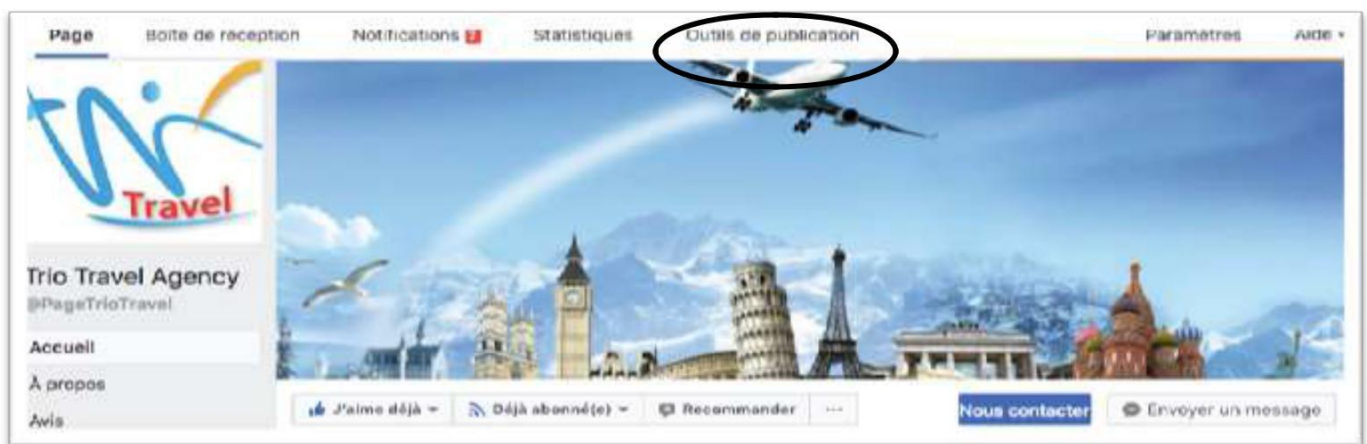 Page Boîte de réception Notifications 7 Statistiques Outils de publication Paramètres Aide
Travel
Trio Travel Agency
@PageTrioTravel
Accueil
À propos
Avis
J'aime déjà Déjà abonné(e) Recommander ... Nous contacter Envoyer un message